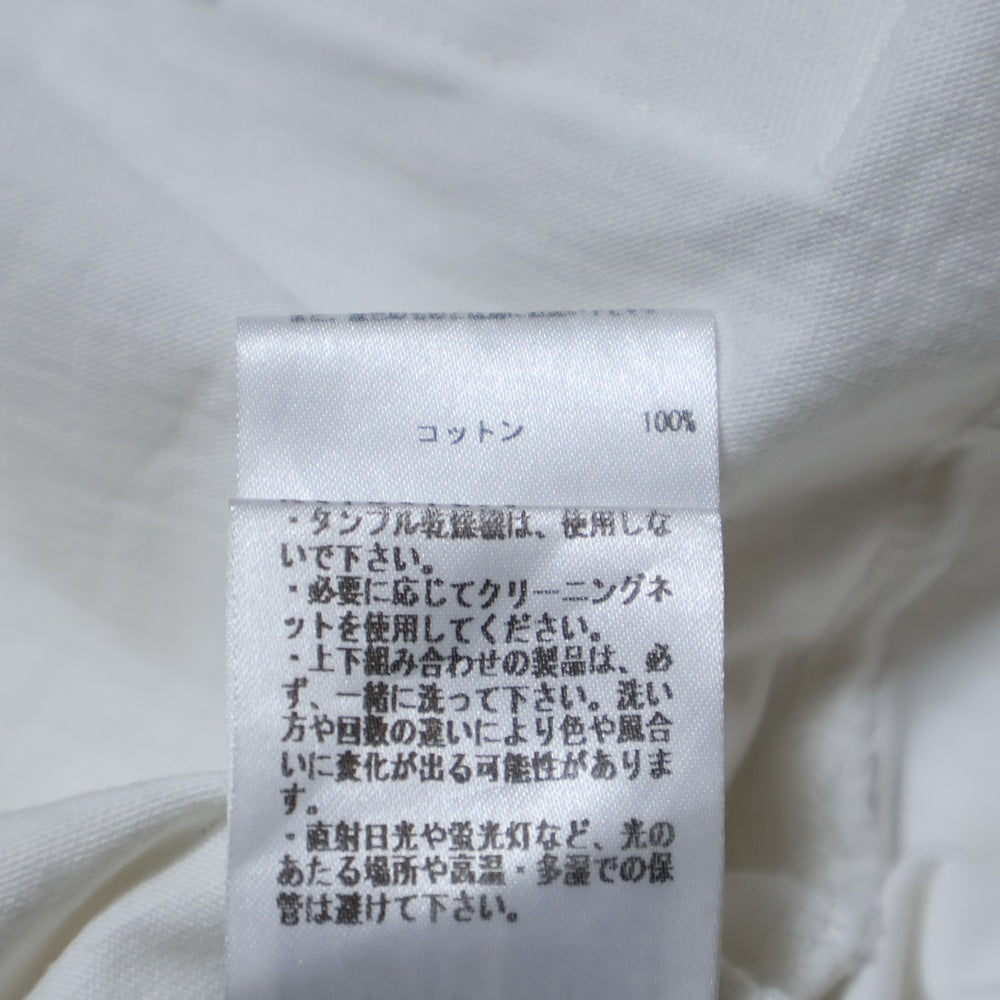 コットン 100%
・タンブル乾燥機は、使用しな
いで下さい。
・必要に応じてクリーニングネ
ットを使用してください。
・上下組み合わせの製品は、必
ず、一緒に洗って下さい。洗い
方や回数の違いにより色や風合
いに変化が出る可能性がありま
す。
・直射日光や蛍光灯など、光の
あたる場所や高温・多湿での保
管は避けて下さい。